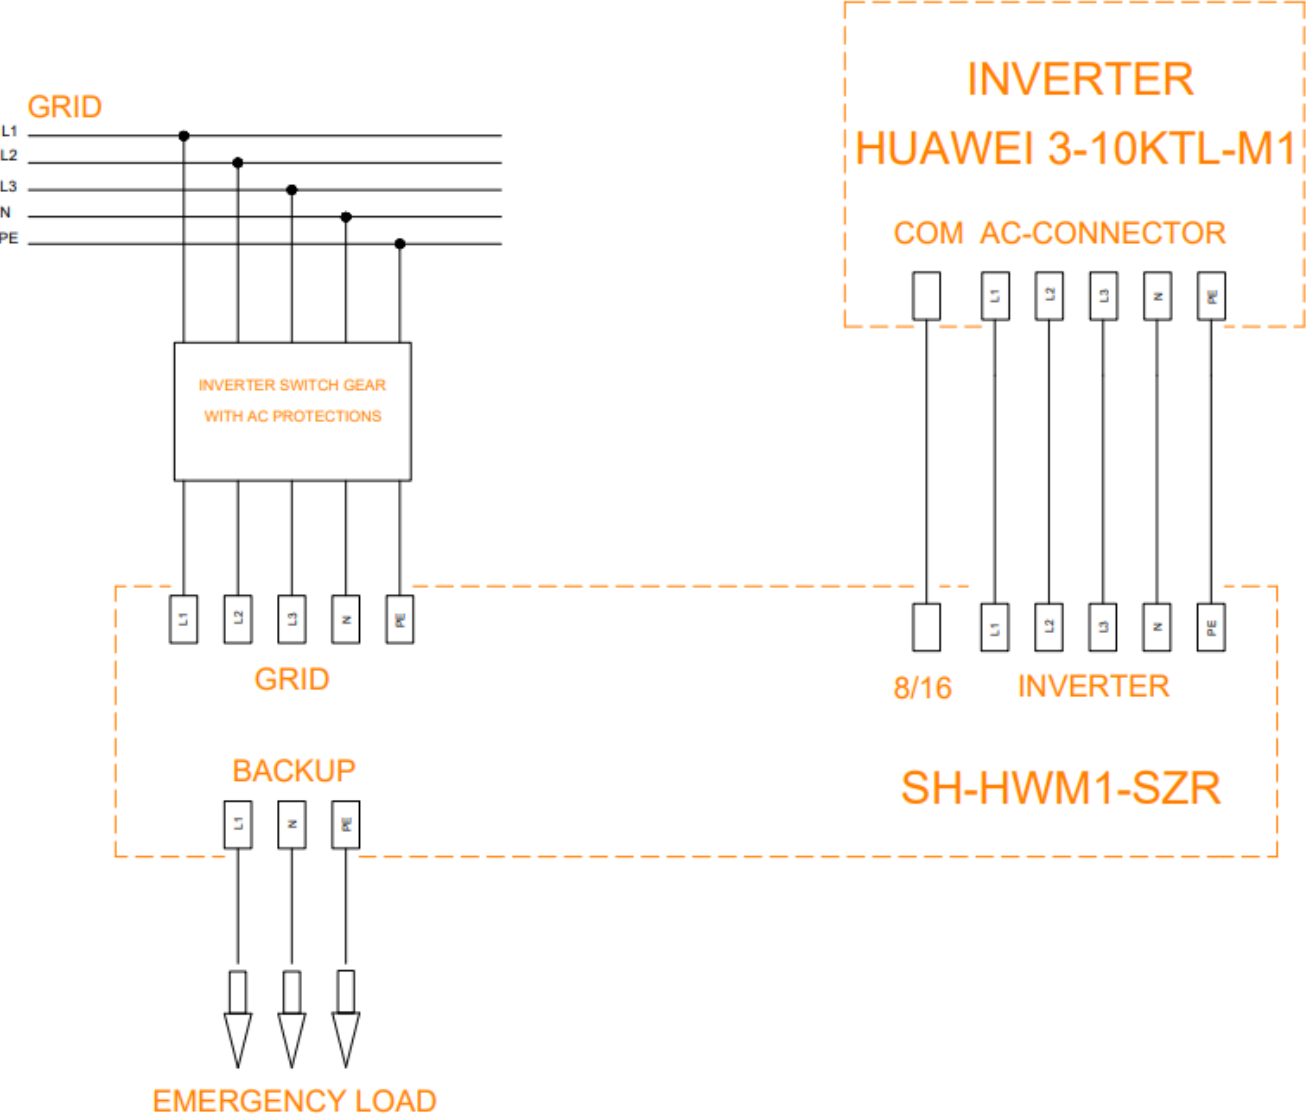 GRID
L1
L2
L3
N
PE
INVERTER
HUAWEI 3-10KTL-M1
COM AC-CONNECTOR
L1 L2 L3 N PE
INVERTER SWITCH GEAR
WITH AC PROTECTIONS
L1 L2 L3 N PE
GRID
L1 L2 L3 N PE
8/16 INVERTER
BACKUP
SH-HWM1-SZR
L1 N PE
EMERGENCY LOAD